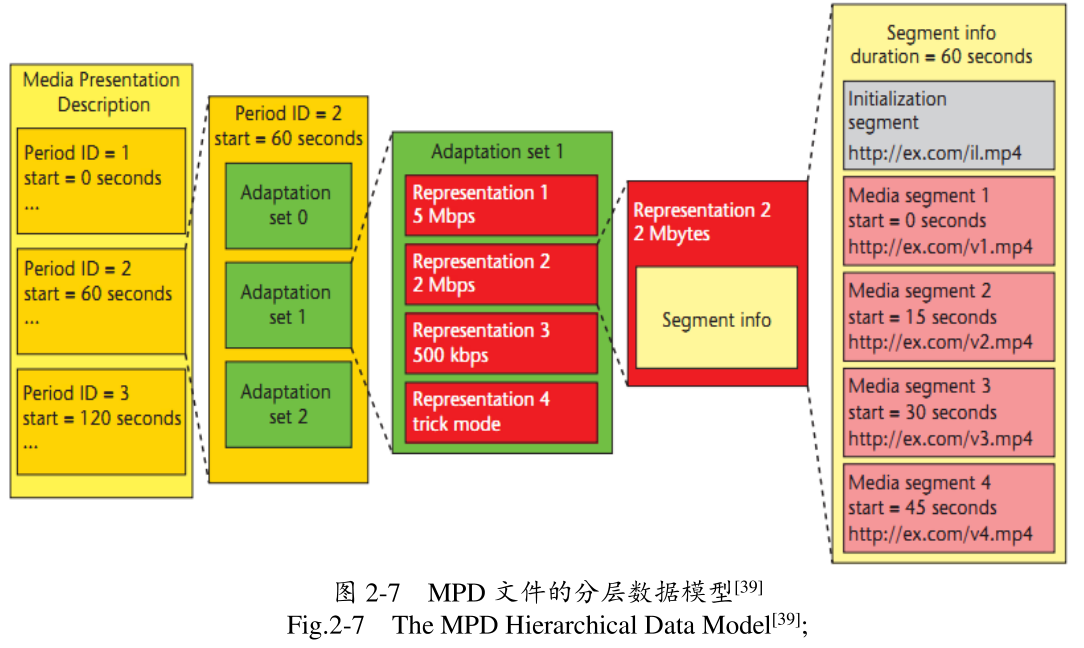 Media Presentation
Description
Period ID = 1
start = 0 seconds
...
Period ID = 2
start = 60 seconds
...
Period ID = 3
start = 120 seconds
...
Period ID = 2
start = 60 seconds
Adaptation
set 0
Adaptation
set 1
Adaptation
set 2
Adaptation set 1
Representation 1
5 Mbps
Representation 2
2 Mbps
Representation 3
500 kbps
Representation 4
trick mode
Representation 2
2 Mbytes
Segment info
Segment info
duration = 60 seconds
Initialization
segment
http://ex.com/il.mp4
Media segment 1
start = 0 seconds
http://ex.com/v1.mp4
Media segment 2
start = 15 seconds
http://ex.com/v2.mp4
Media segment 3
start = 30 seconds
http://ex.com/v3.mp4
Media segment 4
start = 45 seconds
http://ex.com/v4.mp4
图 2-7 MPD 文件的分层数据模型[39]
Fig.2-7 The MPD Hierarchical Data Model[39];